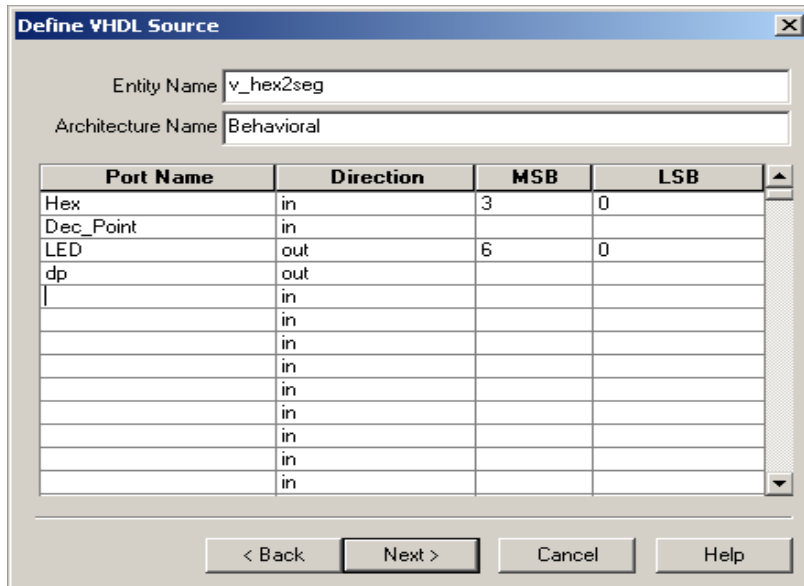 Define VHDL Source
Entity Name v_hex2seg
Architecture Name Behavioral
Port Name Direction MSB LSB
Hex in 3 0
Dec_Point in
LED out 6 0
dp out
in
in
in
in
in
in
in
in
in
< Back Next > Cancel Help